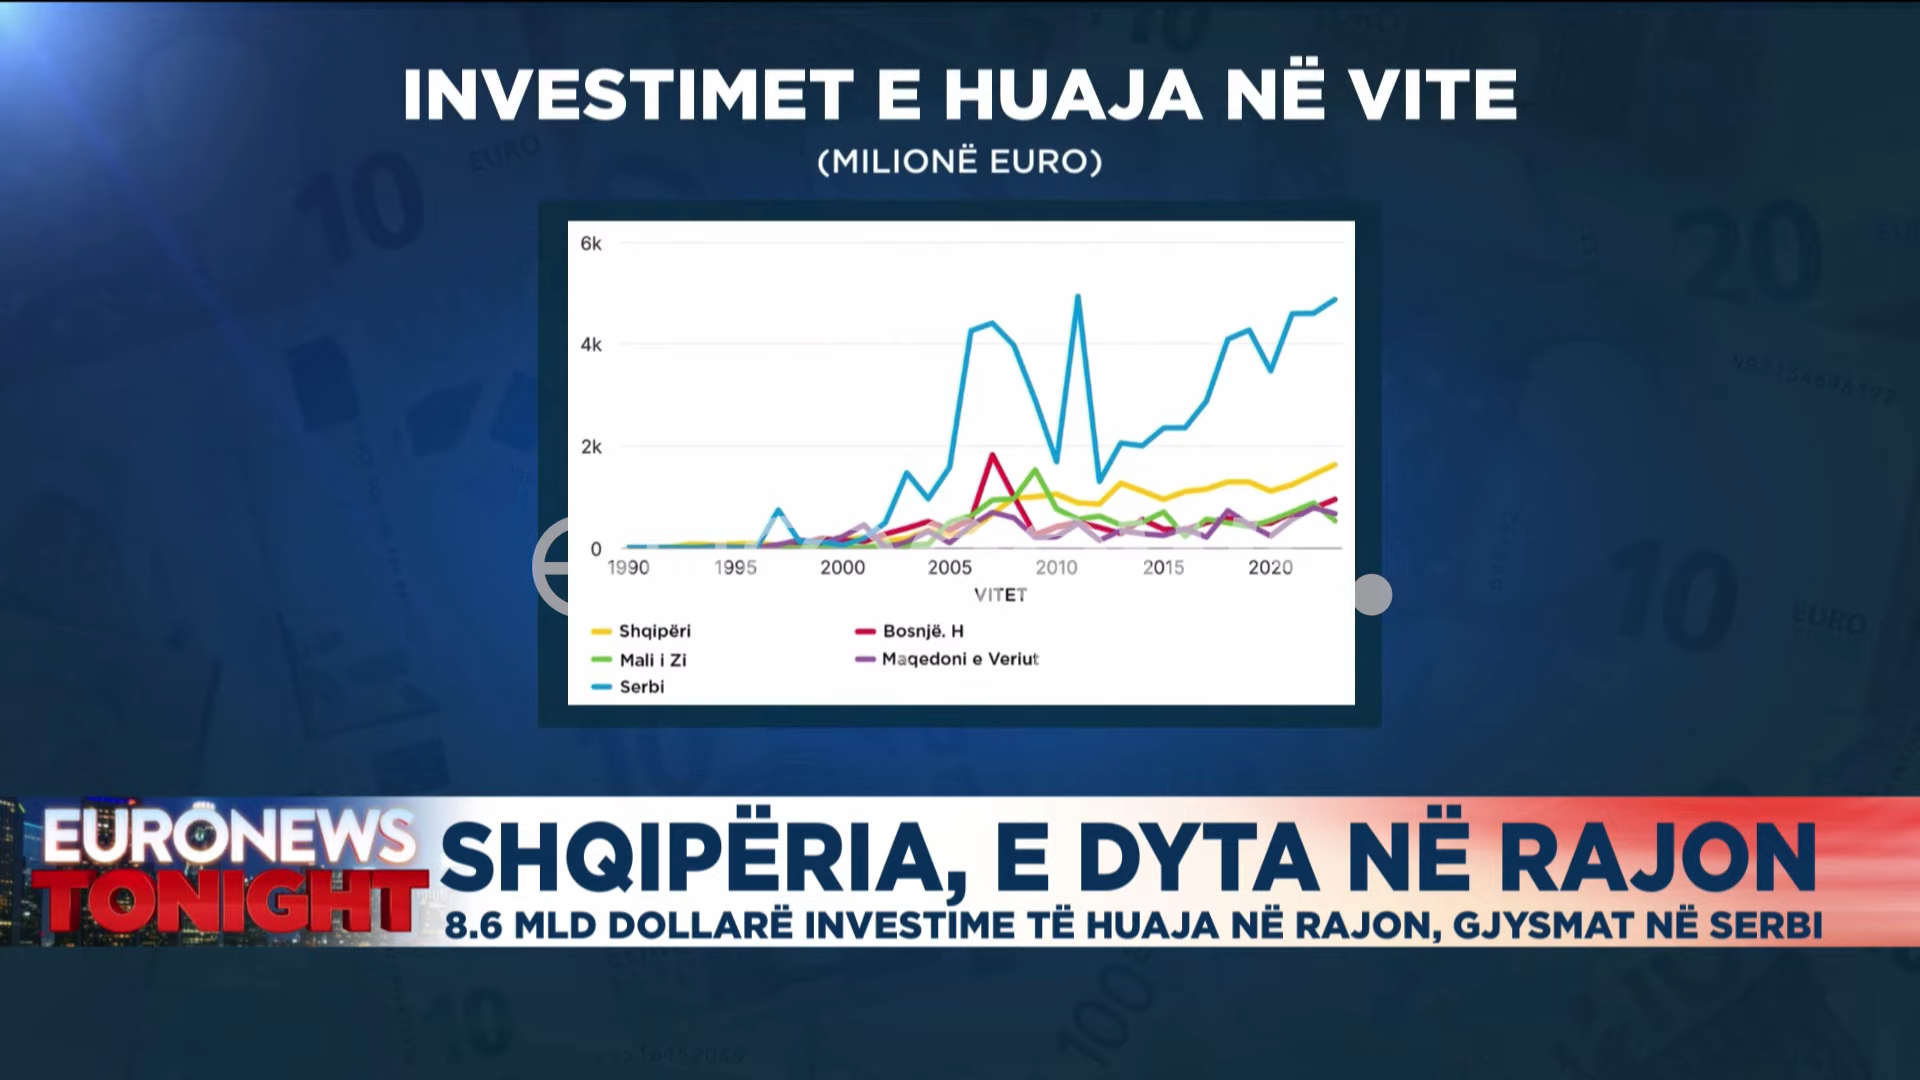 INVESTIMET E HUAJA NË VITE
(MILIONË EURO)
6k
4k
2k
0
1990 1995 2000 2005 2010 2015 2020
VITET
Shqipëri
Mali i Zi
Serbi
Bosnjë. H
Maqedoni e Veriut
EURONEWS
TONIGHT
SHQIPËRIA, E DYTA NË RAJON
8.6 MLD DOLLARË INVESTIME TË HUAJA NË RAJON, GJYSMAT NË SERBI